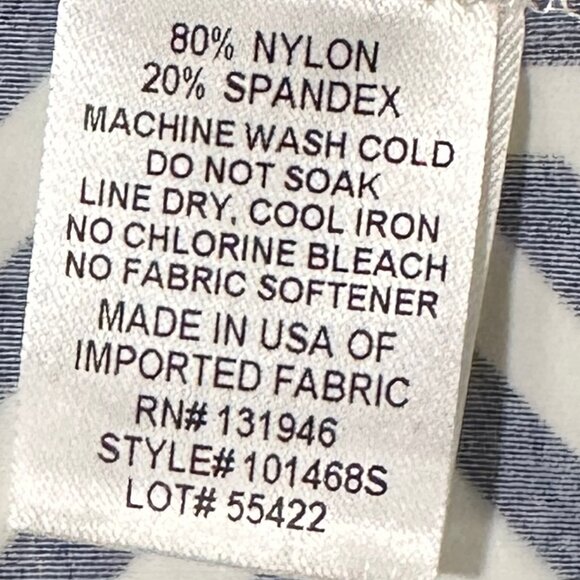 80% NYLON
20% SPANDEX
MACHINE WASH COLD
DO NOT SOAK
LINE DRY, COOL IRON
NO CHLORINE BLEACH
NO FABRIC SOFTENER
MADE IN USA OF
IMPORTED FABRIC
RN# 131946
STYLE# 101468S
LOT# 55422